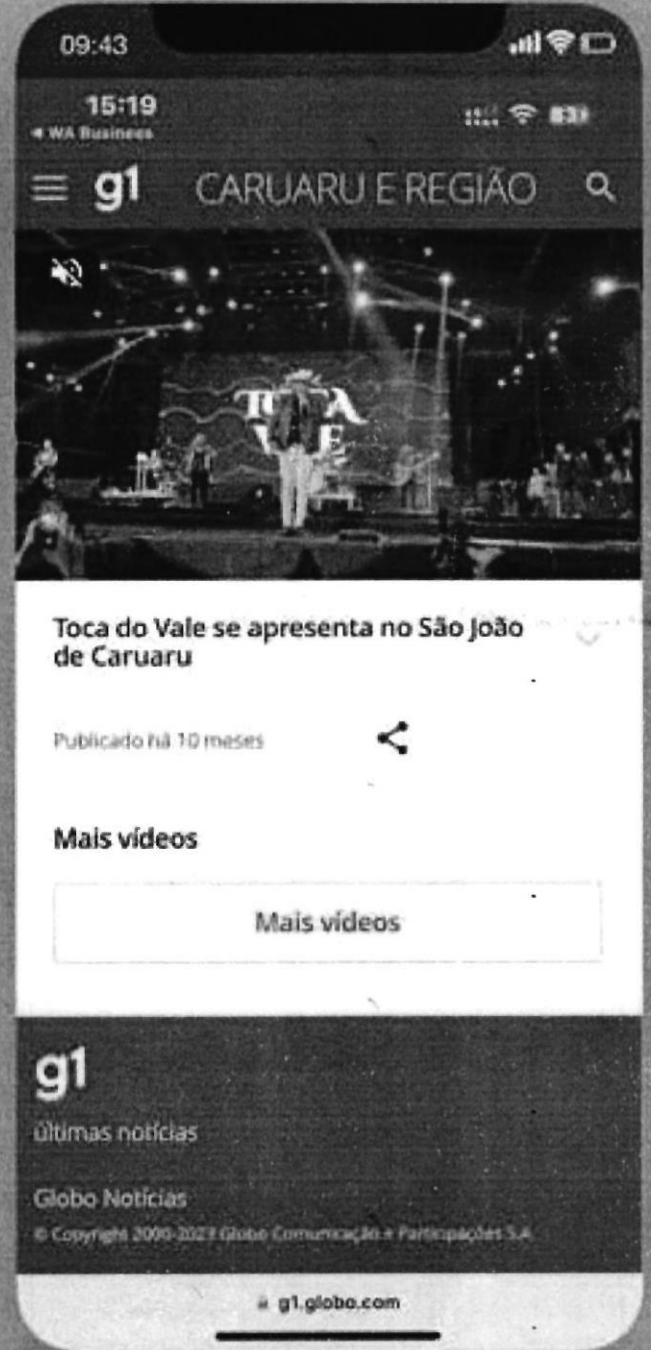 09:43
15:19
◄ WA Business
g1 CARUARU E REGIÃO
TOCA
VALE
Toca do Vale se apresenta no São João
de Caruaru
Publicado há 10 meses
Mais vídeos
Mais vídeos
g1
últimas notícias
Globo Notícias
© Copyright 2000-2023 Globo Comunicação e Participações S.A.
g1.globo.com